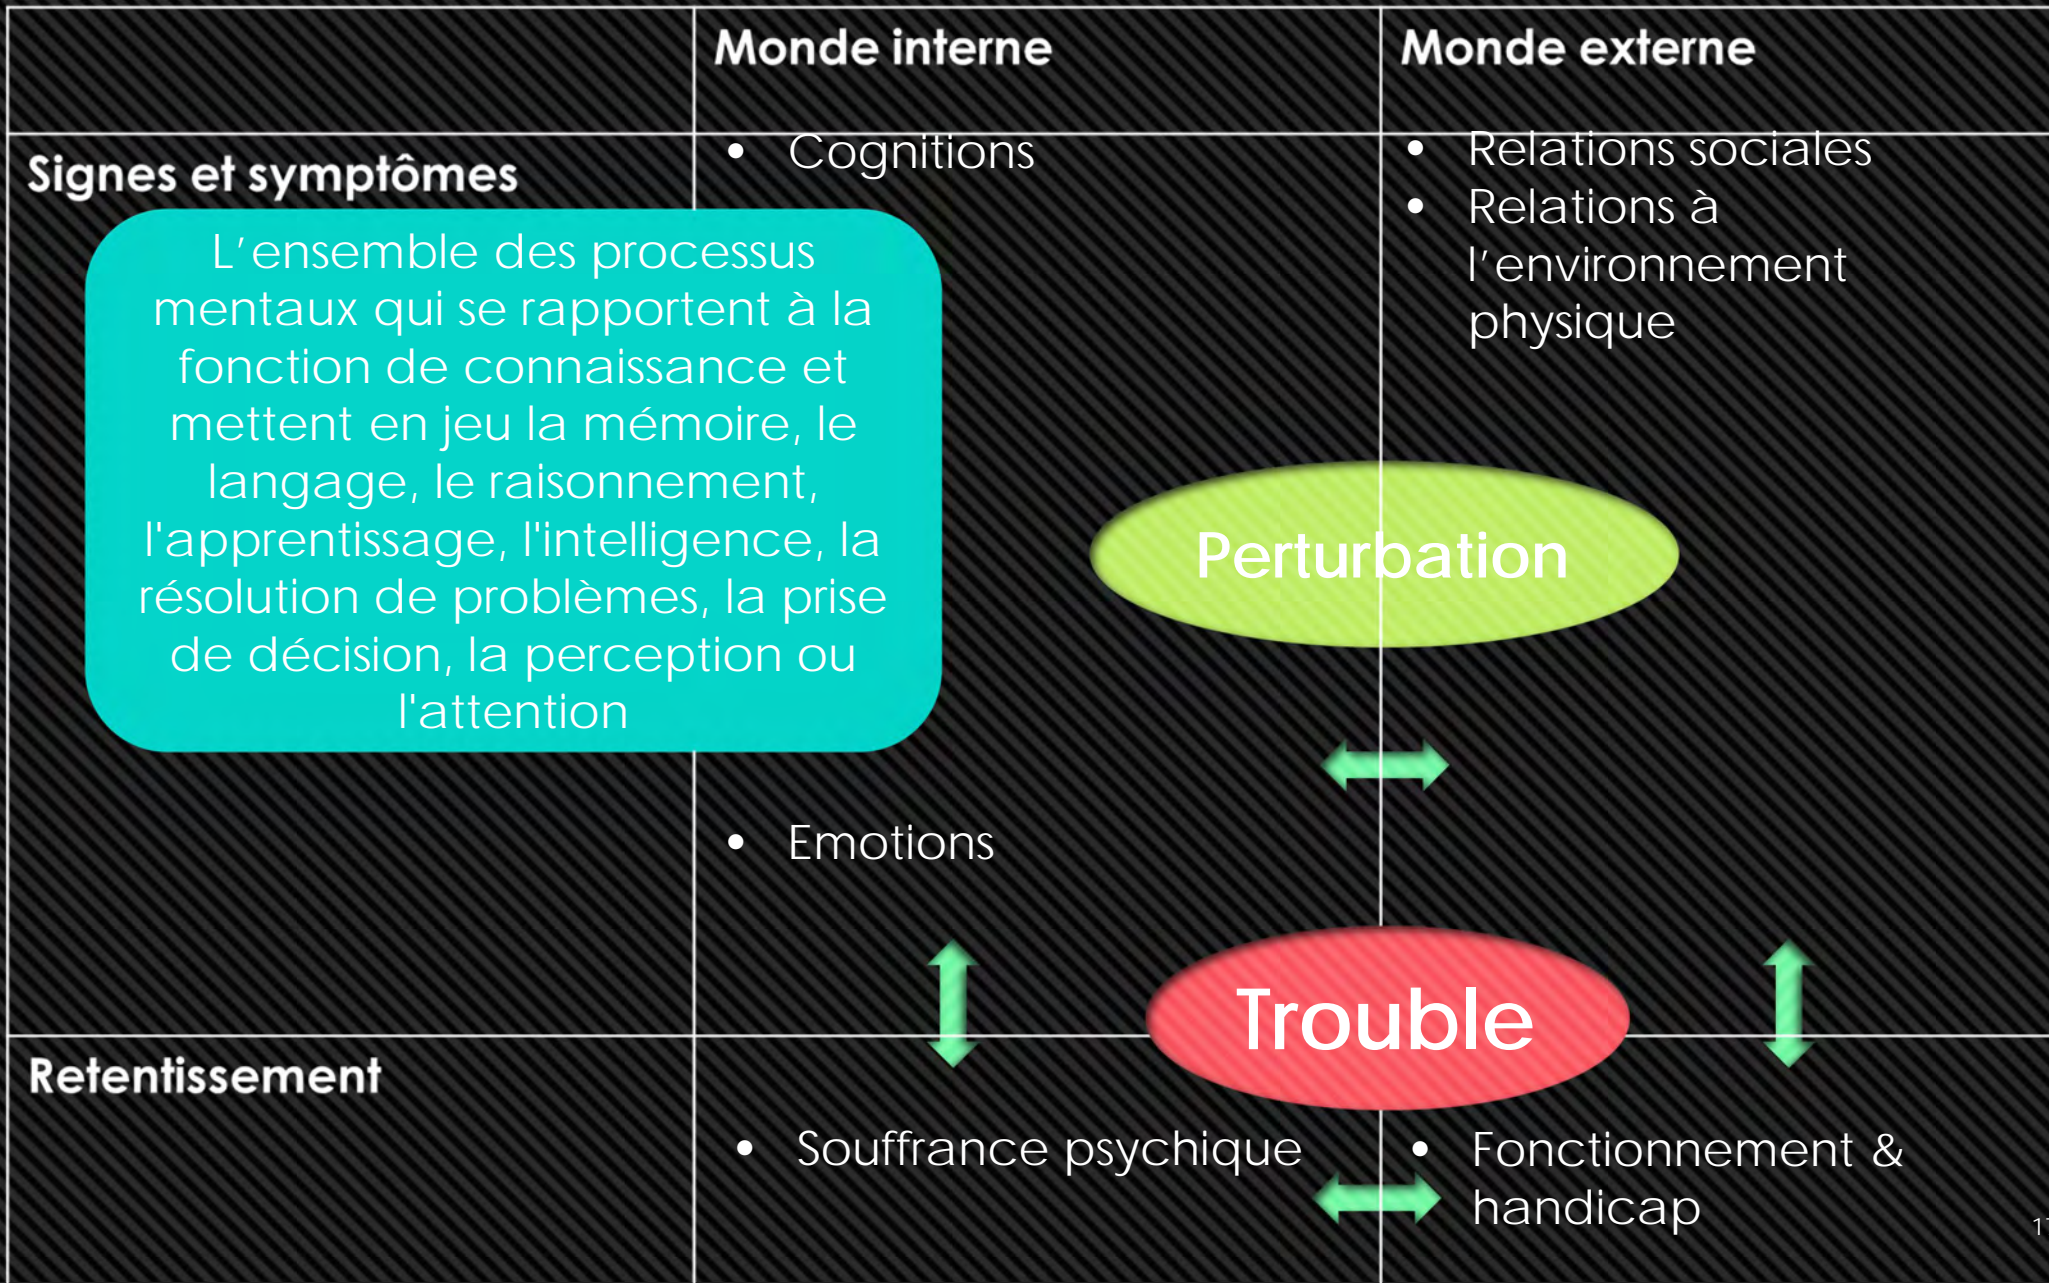 Monde interne
Monde externe
Signes et symptômes
• Cognitions
• Relations sociales
• Relations à
l’environnement
physique
L’ensemble des processus
mentaux qui se rapportent à la
fonction de connaissance et
mettent en jeu la mémoire, le
langage, le raisonnement,
l'apprentissage, l'intelligence, la
résolution de problèmes, la prise
de décision, la perception ou
l'attention
Perturbation
• Emotions
Trouble
Retentissement
• Souffrance psychique
• Fonctionnement &
handicap